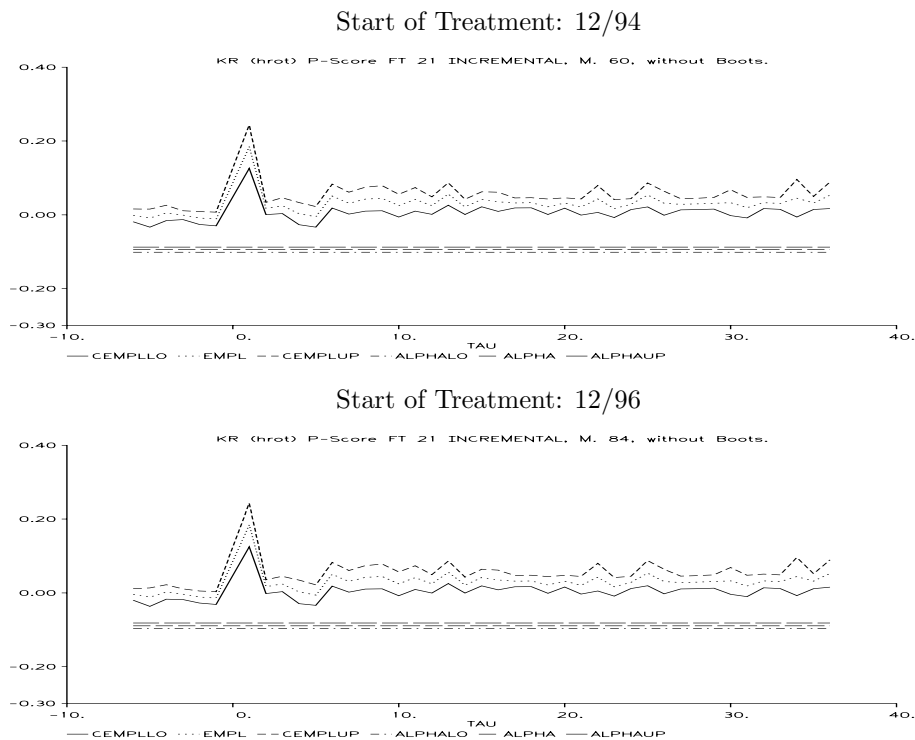 Start of Treatment: 12/94
KR (hrot) P-Score FT 21 INCREMENTAL, M. 60, without Boots.
0.40
0.20
0.00
-0.20
-0.30
-10. 0. 10. 20. 30. 40.
TAU
CEMPLLO EMPL CEMPLUP ALPHALO ALPHA ALPHAUP
Start of Treatment: 12/96
KR (hrot) P-Score FT 21 INCREMENTAL, M. 84, without Boots.
0.40
0.20
0.00
-0.20
-0.30
-10. 0. 10. 20. 30. 40.
TAU
CEMPLLO EMPL CEMPLUP ALPHALO ALPHA ALPHAUP